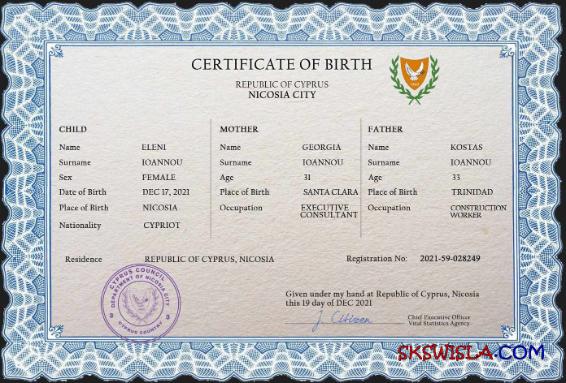 CERTIFICATE OF BIRTH
REPUBLIC OF CYPRUS
NICOSIA CITY
CHILD
Name ELENI
Surname IOANNOU
Sex FEMALE
Date of Birth DEC 17, 2021
Place of Birth NICOSIA
Nationality CYPRIOT
MOTHER
Name GEORGIA
Surname IOANNOU
Age 31
Place of Birth SANTA CLARA
Occupation EXECUTIVE
CONSULTANT
FATHER
Name KOSTAS
Surname IOANNOU
Age 33
Place of Birth TRINIDAD
Occupation CONSTRUCTION
WORKER
Residence REPUBLIC OF CYPRUS, NICOSIA
Registration No: 2021-59-028249
CYPRUS COUNCIL
DEPARTMENT OF NICOSIA CITY
CYPRUS COUNTRY
Given under my hand at Republic of Cyprus, Nicosia
this 19 day of DEC 2021
J. Citizen
Chief Executive Officer
Vital Statistics Agency
SKSWISLA.COM